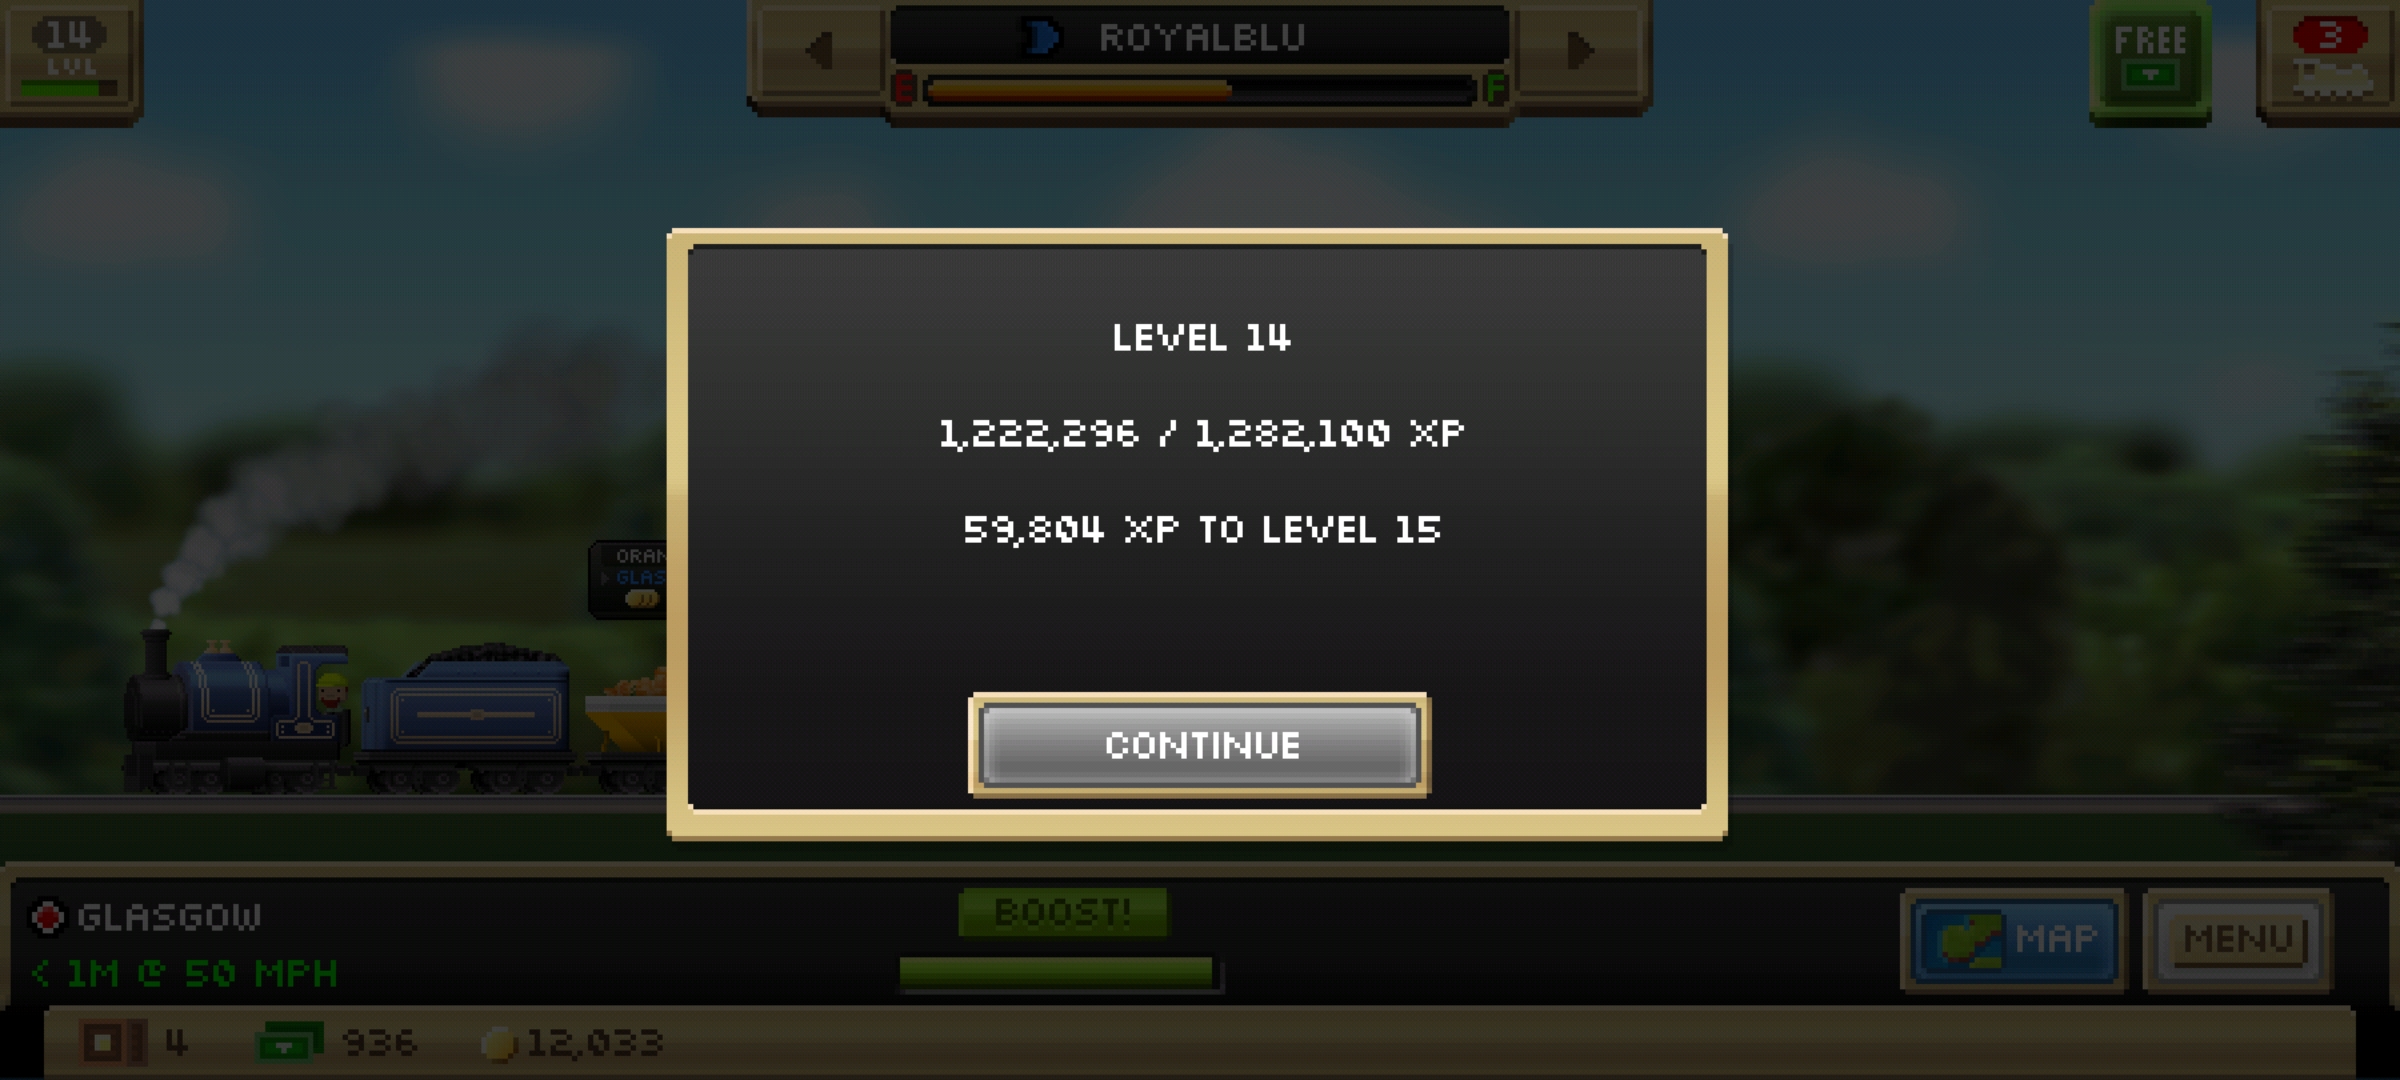 14
LVL
ROYALBLU
E F
FREE
3
LEVEL 14
1,222,296 / 1,282,100 XP
59,804 XP TO LEVEL 15
CONTINUE
GLASGOW
< 1M @ 50 MPH
BOOST!
MAP
MENU
4 936 12,033